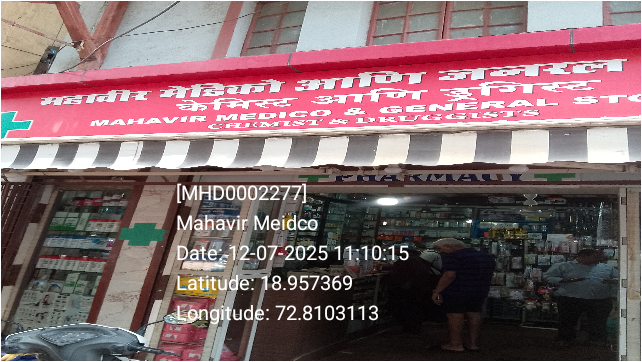 महावीर मेडिको आणि जनरल
केमिस्ट आणि ड्रगिस्ट
MAHAVIR MEDICO & GENERAL STO
CHEMIST & DRUGGISTS
PHARMACY
[MHD0002277]
Mahavir Meidco
Date: 12-07-2025 11:10:15
Latitude: 18.957369
Longitude: 72.8103113